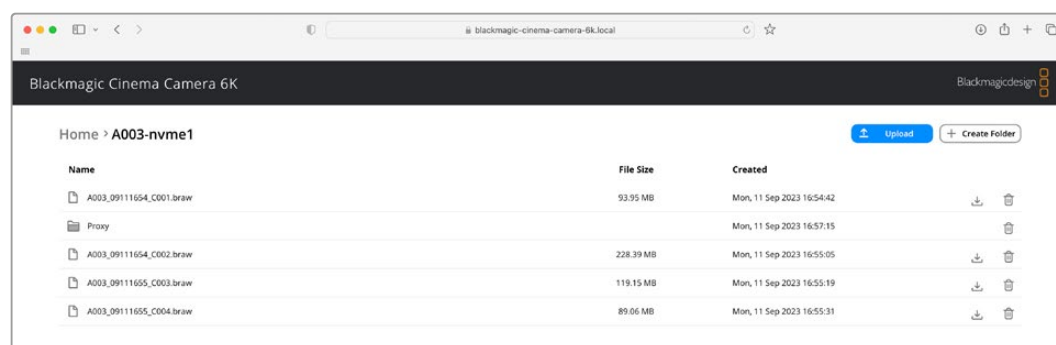 blackmagic-cinema-camera-6k.local
Blackmagic Cinema Camera 6K
Blackmagicdesign
Home > A003-nvme1
Upload
+ Create Folder
Name File Size Created
A003_09111654_C001.braw 93.95 MB Mon, 11 Sep 2023 16:54:42
Proxy Mon, 11 Sep 2023 16:57:15
A003_09111654_C002.braw 228.39 MB Mon, 11 Sep 2023 16:55:05
A003_09111655_C003.braw 119.15 MB Mon, 11 Sep 2023 16:55:19
A003_09111655_C004.braw 89.06 MB Mon, 11 Sep 2023 16:55:31